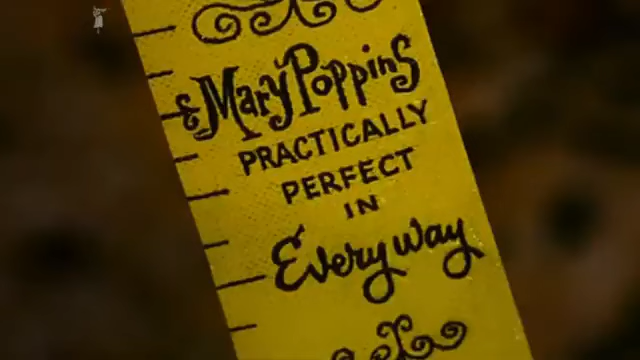 Mary Poppins
PRACTICALLY
PERFECT
IN
Every way